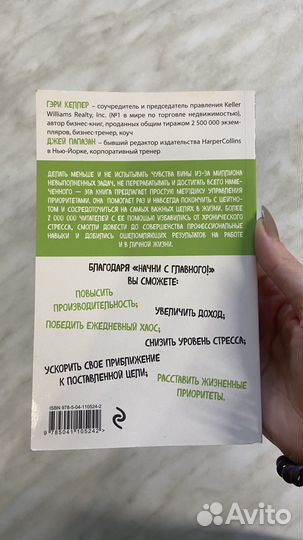 ГЭРИ КЕЛЛЕР – соучредитель и председатель правления Keller
Williams Realty, Inc. (№1 в мире по торговле недвижимостью),
автор бизнес-книг, проданных общим тиражом 2 500 000 экзем-
пляров, бизнес-тренер, коуч
ДЖЕЙ ПАПАЗАН – бывший редактор издательства HarperCollins
в Нью-Йорке, корпоративный тренер
ДЕЛАТЬ МЕНЬШЕ И НЕ ИСПЫТЫВАТЬ ЧУВСТВА ВИНЫ ИЗ-ЗА МИЛЛИОНА
НЕВЫПОЛНЕННЫХ ЗАДАЧ, НЕ ПЕРЕРАБАТЫВАТЬ И ДОСТИГАТЬ ВСЕГО НАМЕ-
ЧЕННОГО – ЭТА КНИГА ПРЕДЛАГАЕТ ПРОСТУЮ МЕТОДИКУ УПРАВЛЕНИЯ
ПРИОРИТЕТАМИ. ОНА ПОМОЖЕТ РАЗ И НАВСЕГДА ПОКОНЧИТЬ С ЦЕЙТНО-
ТОМ И СОСРЕДОТОЧИТЬСЯ НА САМЫХ ВАЖНЫХ ЦЕЛЯХ В ЖИЗНИ. БОЛЕЕ
2 000 000 ЧИТАТЕЛЕЙ С ЕЕ ПОМОЩЬЮ ИЗБАВИЛИСЬ ОТ ХРОНИЧЕСКОГО
СТРЕССА, СМОГЛИ ДОВЕСТИ ДО СОВЕРШЕНСТВА ПРОФЕССИОНАЛЬНЫЕ
НАВЫКИ И ДОБИЛИСЬ ОШЕЛОМЛЯЮЩИХ РЕЗУЛЬТАТОВ НА РАБОТЕ
И В ЛИЧНОЙ ЖИЗНИ.
БЛАГОДАРЯ «НАЧНИ С ГЛАВНОГО!»
ВЫ СМОЖЕТЕ:
ПОВЫСИТЬ
ПРОИЗВОДИТЕЛЬНОСТЬ;
УВЕЛИЧИТЬ ДОХОД;
ПОБЕДИТЬ ЕЖЕДНЕВНЫЙ ХАОС;
СНИЗИТЬ УРОВЕНЬ СТРЕССА;
УСКОРИТЬ СВОЕ ПРИБЛИЖЕНИЕ
К ПОСТАВЛЕННОЙ ЦЕЛИ;
РАССТАВИТЬ ЖИЗНЕННЫЕ
ПРИОРИТЕТЫ.
ISBN 978-5-04-110524-2
9 785041 105242 >
Avito